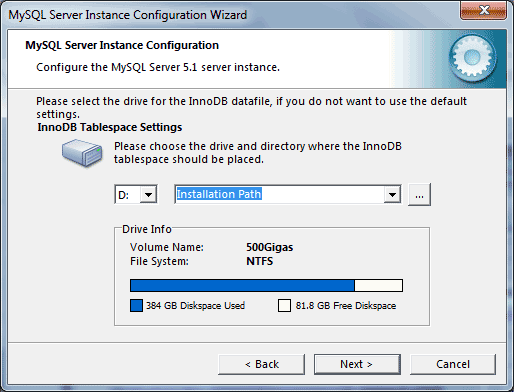 MySQL Server Instance Configuration Wizard
MySQL Server Instance Configuration
Configure the MySQL Server 5.1 server instance.
Please select the drive for the InnoDB datafile, if you do not want to use the default
settings.
InnoDB Tablespace Settings
Please choose the drive and directory where the InnoDB
tablespace should be placed.
D: Installation Path ...
Drive Info
Volume Name: 500Gigas
File System: NTFS
384 GB Diskspace Used 81.8 GB Free Diskspace
< Back Next > Cancel